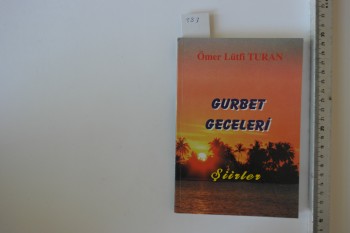 Ömer Lütfi TURAN
GURBET
GECELERİ
Şiirler